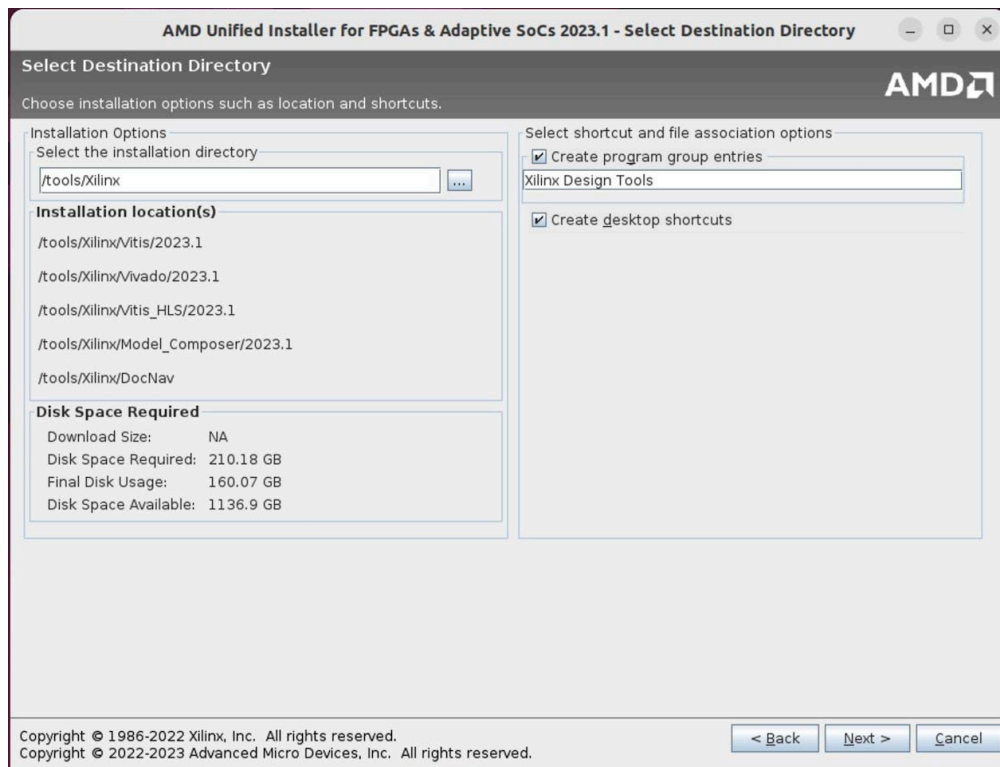 AMD Unified Installer for FPGAs & Adaptive SoCs 2023.1 - Select Destination Directory
Select Destination Directory
AMD
Choose installation options such as location and shortcuts.
Installation Options
Select the installation directory
/tools/Xilinx
...
Installation location(s)
/tools/Xilinx/Vitis/2023.1
/tools/Xilinx/Vivado/2023.1
/tools/Xilinx/Vitis_HLS/2023.1
/tools/Xilinx/Model_Composer/2023.1
/tools/Xilinx/DocNav
Disk Space Required
Download Size: NA
Disk Space Required: 210.18 GB
Final Disk Usage: 160.07 GB
Disk Space Available: 1136.9 GB
Select shortcut and file association options
Create program group entries
Xilinx Design Tools
Create desktop shortcuts
Copyright © 1986-2022 Xilinx, Inc. All rights reserved.
Copyright © 2022-2023 Advanced Micro Devices, Inc. All rights reserved.
< Back Next > Cancel